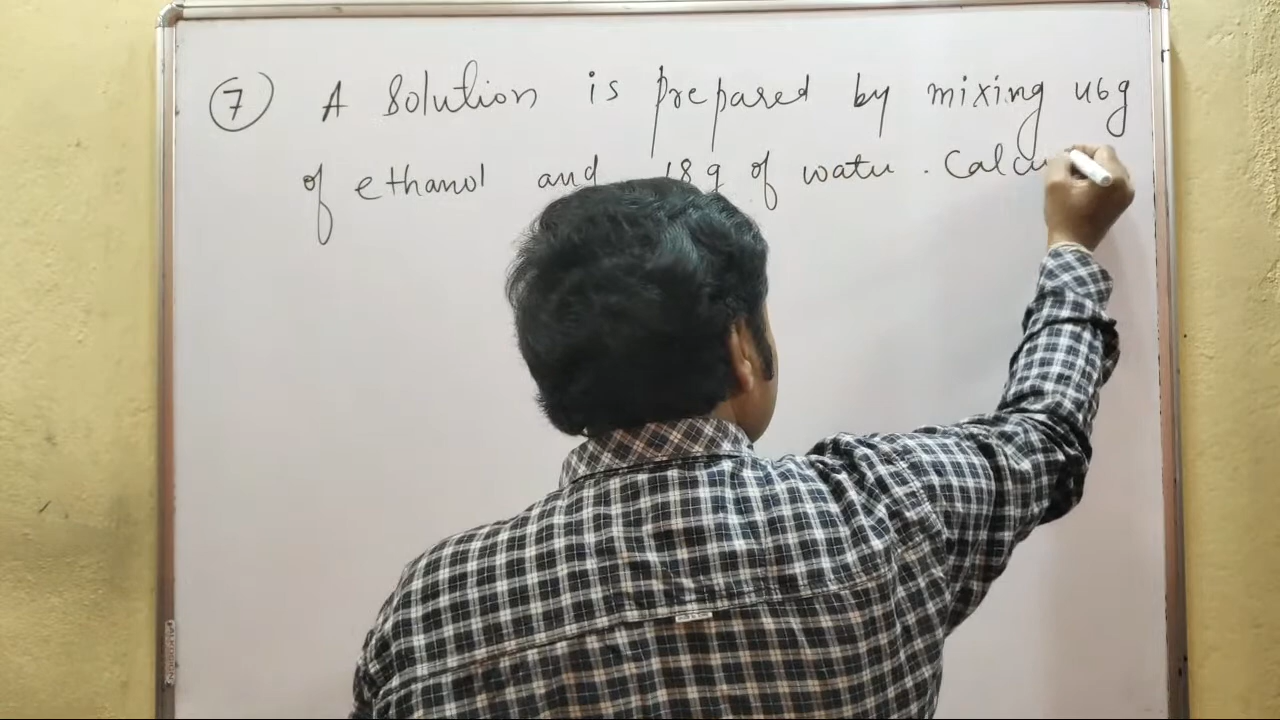 7 A Solution is prepared by mixing 46g
of ethanol and 18g of water. Calcu